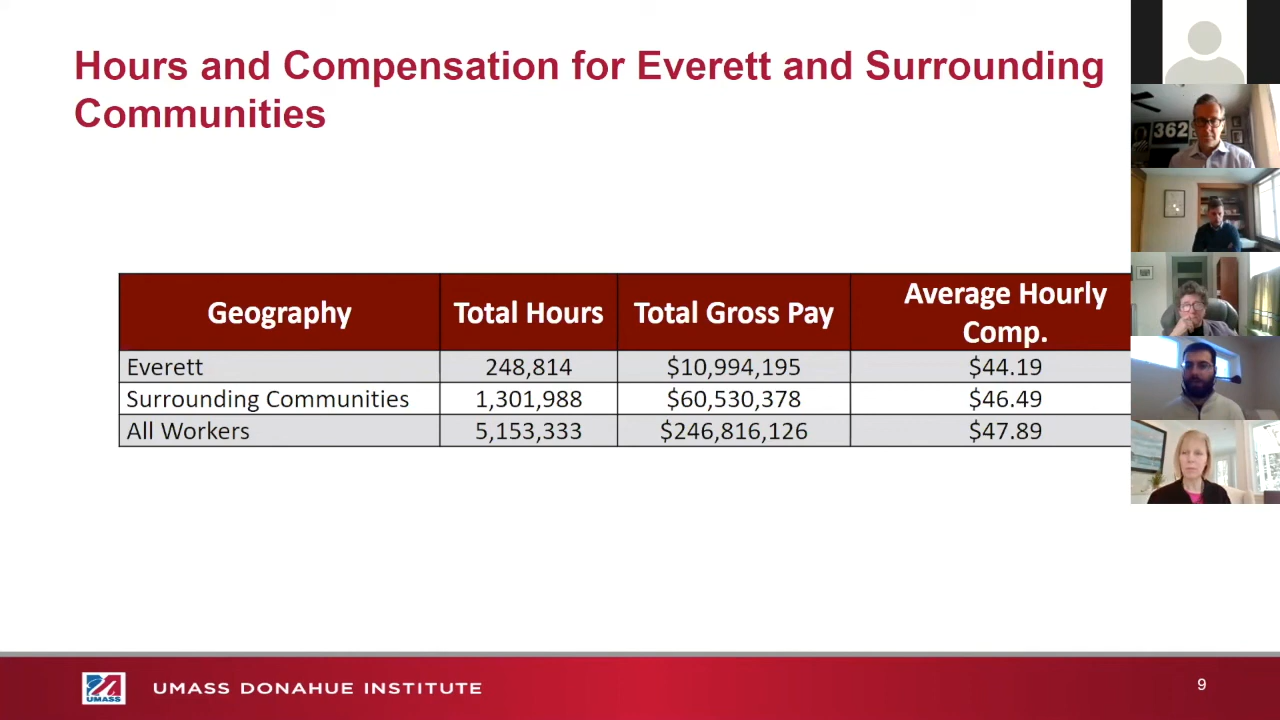 Hours and Compensation for Everett and Surrounding
Communities
Geography Total Hours Total Gross Pay Average Hourly Comp.
Everett 248,814 $10,994,195 $44.19
Surrounding Communities 1,301,988 $60,530,378 $46.49
All Workers 5,153,333 $246,816,126 $47.89
362
UMASS
UMASS DONAHUE INSTITUTE
9